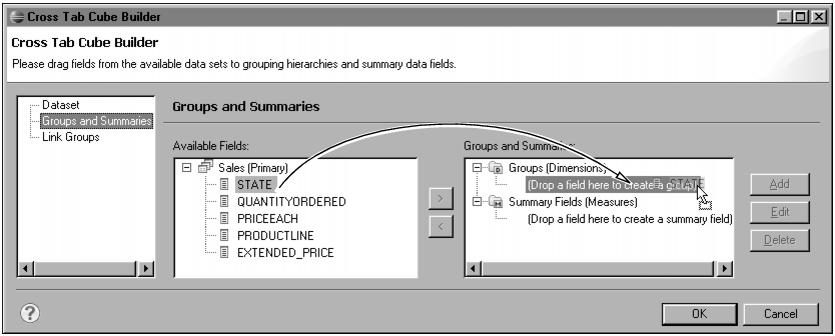 Cross Tab Cube Builder
Cross Tab Cube Builder
Please drag fields from the available data sets to grouping hierarchies and summary data fields.
Dataset
Groups and Summaries
Link Groups
Groups and Summaries
Available Fields:
Sales (Primary)
STATE
QUANTITYORDERED
PRICEEACH
PRODUCTLINE
EXTENDED_PRICE
>
<
Groups and Summaries:
Groups (Dimensions)
(Drop a field here to create a group) STATE
Summary Fields (Measures)
(Drop a field here to create a summary field)
Add
Edit
Delete
?
OK
Cancel